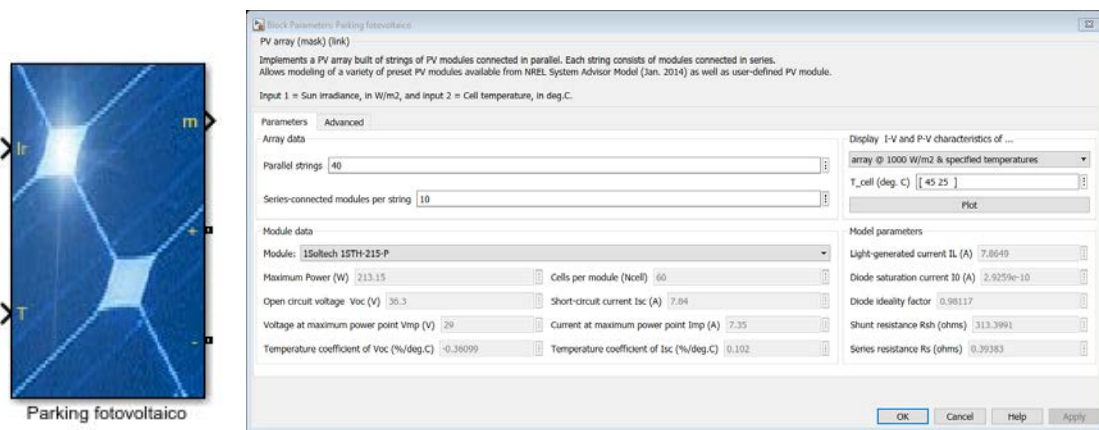 Ir
m
+
T
-
Parking fotovoltaico
Block Parameters: Parking fotovoltaico
PV array (mask) (link)
Implements a PV array built of strings of PV modules connected in parallel. Each string consists of modules connected in series.
Allows modeling of a variety of preset PV modules available from NREL System Advisor Model (Jan. 2014) as well as user-defined PV module.
Input 1 = Sun irradiance, in W/m2, and input 2 = Cell temperature, in deg.C.
Parameters Advanced
Array data
Parallel strings 40
Series-connected modules per string 10
Display I-V and P-V characteristics of ...
array @ 1000 W/m2 & specified temperatures
T_cell (deg. C) [ 45 25 ]
Plot
Module data
Module: 1Soltech 1STH-215-P
Maximum Power (W) 213.15 Cells per module (Ncell) 60
Open circuit voltage Voc (V) 36.3 Short-circuit current Isc (A) 7.84
Voltage at maximum power point Vmp (V) 29 Current at maximum power point Imp (A) 7.35
Temperature coefficient of Voc (%/deg.C) -0.36099 Temperature coefficient of Isc (%/deg.C) 0.102
Model parameters
Light-generated current IL (A) 7.8649
Diode saturation current I0 (A) 2.9259e-10
Diode ideality factor 0.98117
Shunt resistance Rsh (ohms) 313.3991
Series resistance Rs (ohms) 0.39383
OK Cancel Help Apply